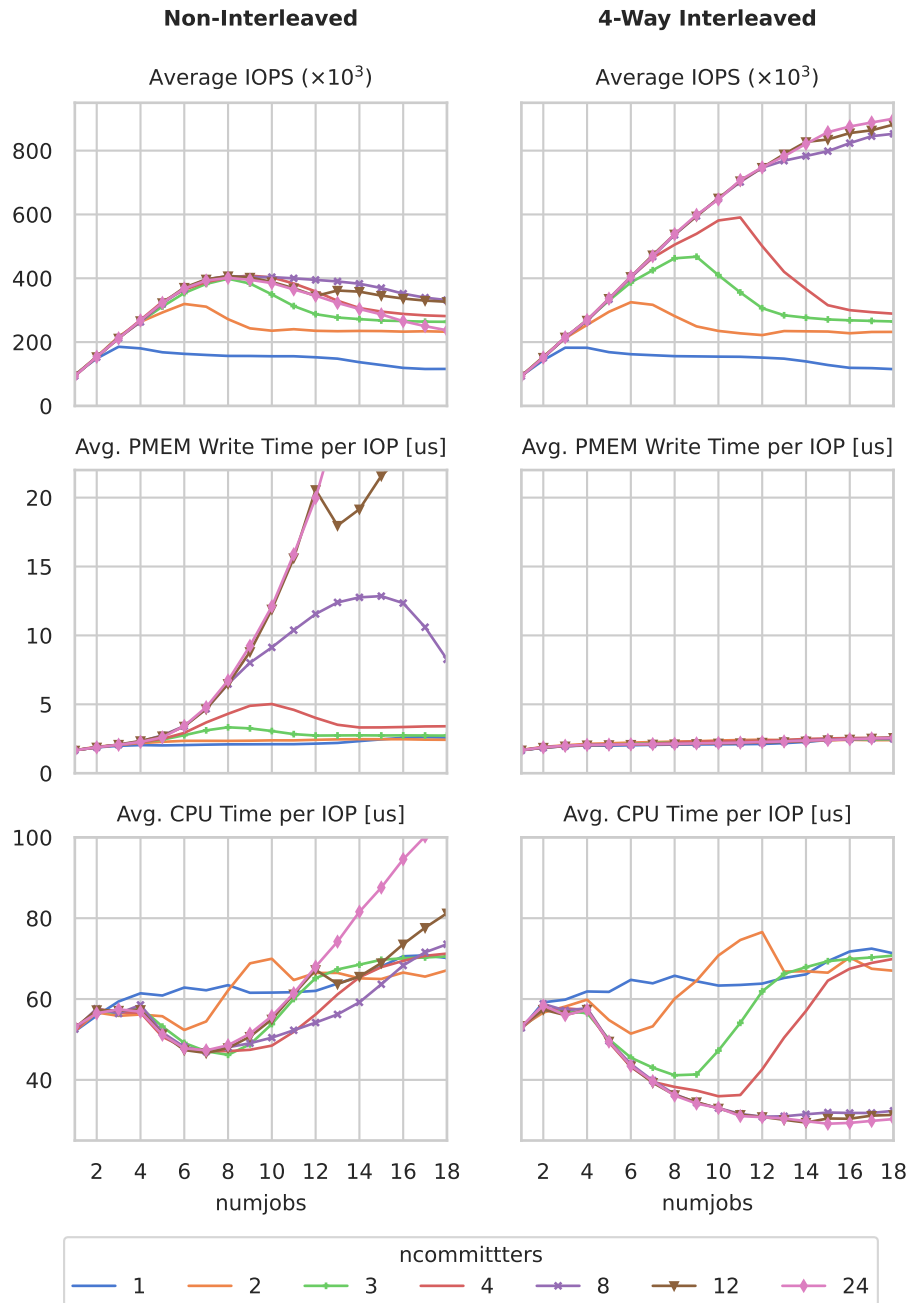 Non-Interleaved 4-Way Interleaved
Average IOPS (×10³) Average IOPS (×10³)
800
600
400
200
0
Avg. PMEM Write Time per IOP [us] Avg. PMEM Write Time per IOP [us]
20
15
10
5
0
Avg. CPU Time per IOP [us] Avg. CPU Time per IOP [us]
100
80
60
40
2 4 6 8 10 12 14 16 18 2 4 6 8 10 12 14 16 18
numjobs numjobs
ncommittters
1 2 3 4 8 12 24